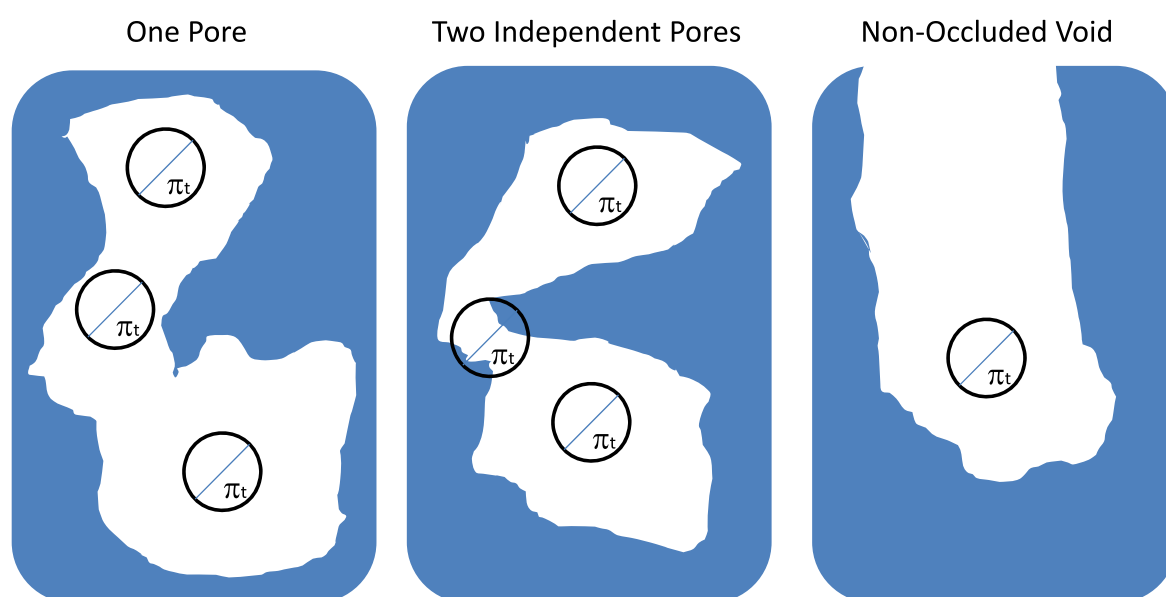 One Pore
Two Independent Pores
Non-Occluded Void
πt
πt
πt
πt
πt
πt
πt